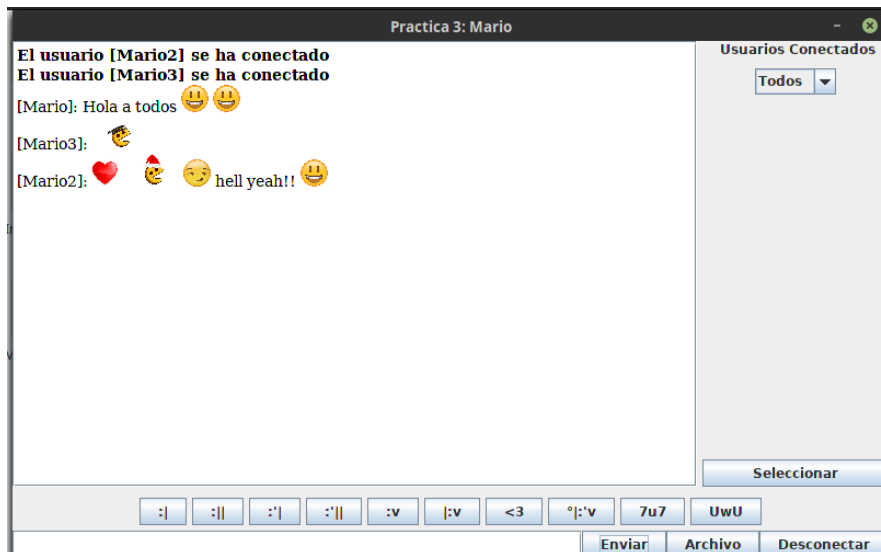 Practica 3: Mario
El usuario [Mario2] se ha conectado
El usuario [Mario3] se ha conectado
[Mario]: Hola a todos
[Mario3]:
[Mario2]: hell yeah!!
Usuarios Conectados
Todos
Seleccionar
:| :|| :'| :'|| :v |:v <3 °|:'v 7u7 UwU
Enviar Archivo Desconectar